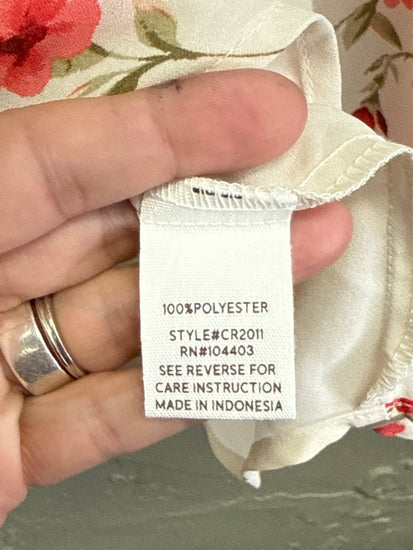 100%POLYESTER
STYLE#CR2011
RN#104403
SEE REVERSE FOR
CARE INSTRUCTION
MADE IN INDONESIA